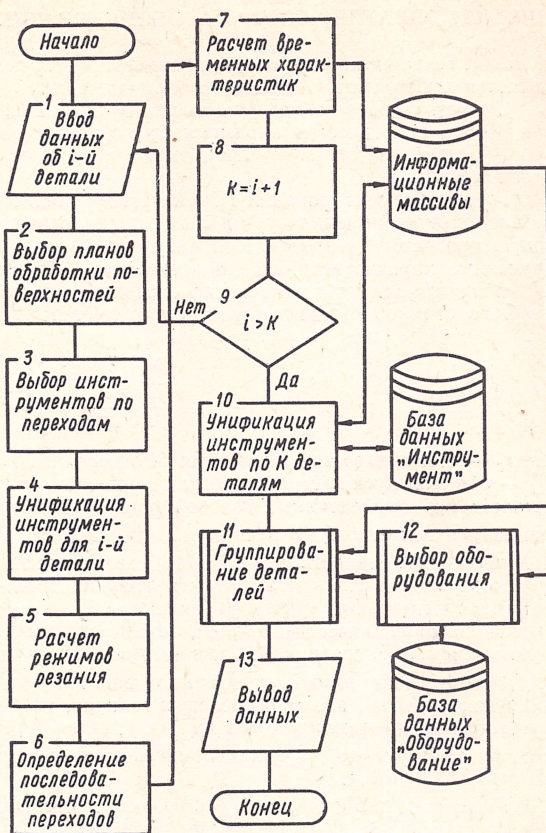 Начало
1
Ввод
данных
об i-й
детали
2
Выбор планов
обработки по-
верхностей
3
Выбор инст-
рументов по
переходам
4
Унификация
инструмен-
тов для i-й
детали
5
Расчет
режимов
резания
6
Определение
последова-
тельности
переходов
7
Расчет вре-
менных харак-
теристик
8
K=i+1
9
Нет
i>K
Да
10
Унификация
инструмен-
тов по К де-
талям
11
Группирова-
ние дета-
лей
12
Выбор обо-
рудования
13
Вывод
данных
Конец
Информа-
ционные
массивы
База
данных
„Инстру-
мент"
База
данных
„Оборудо-
вание"